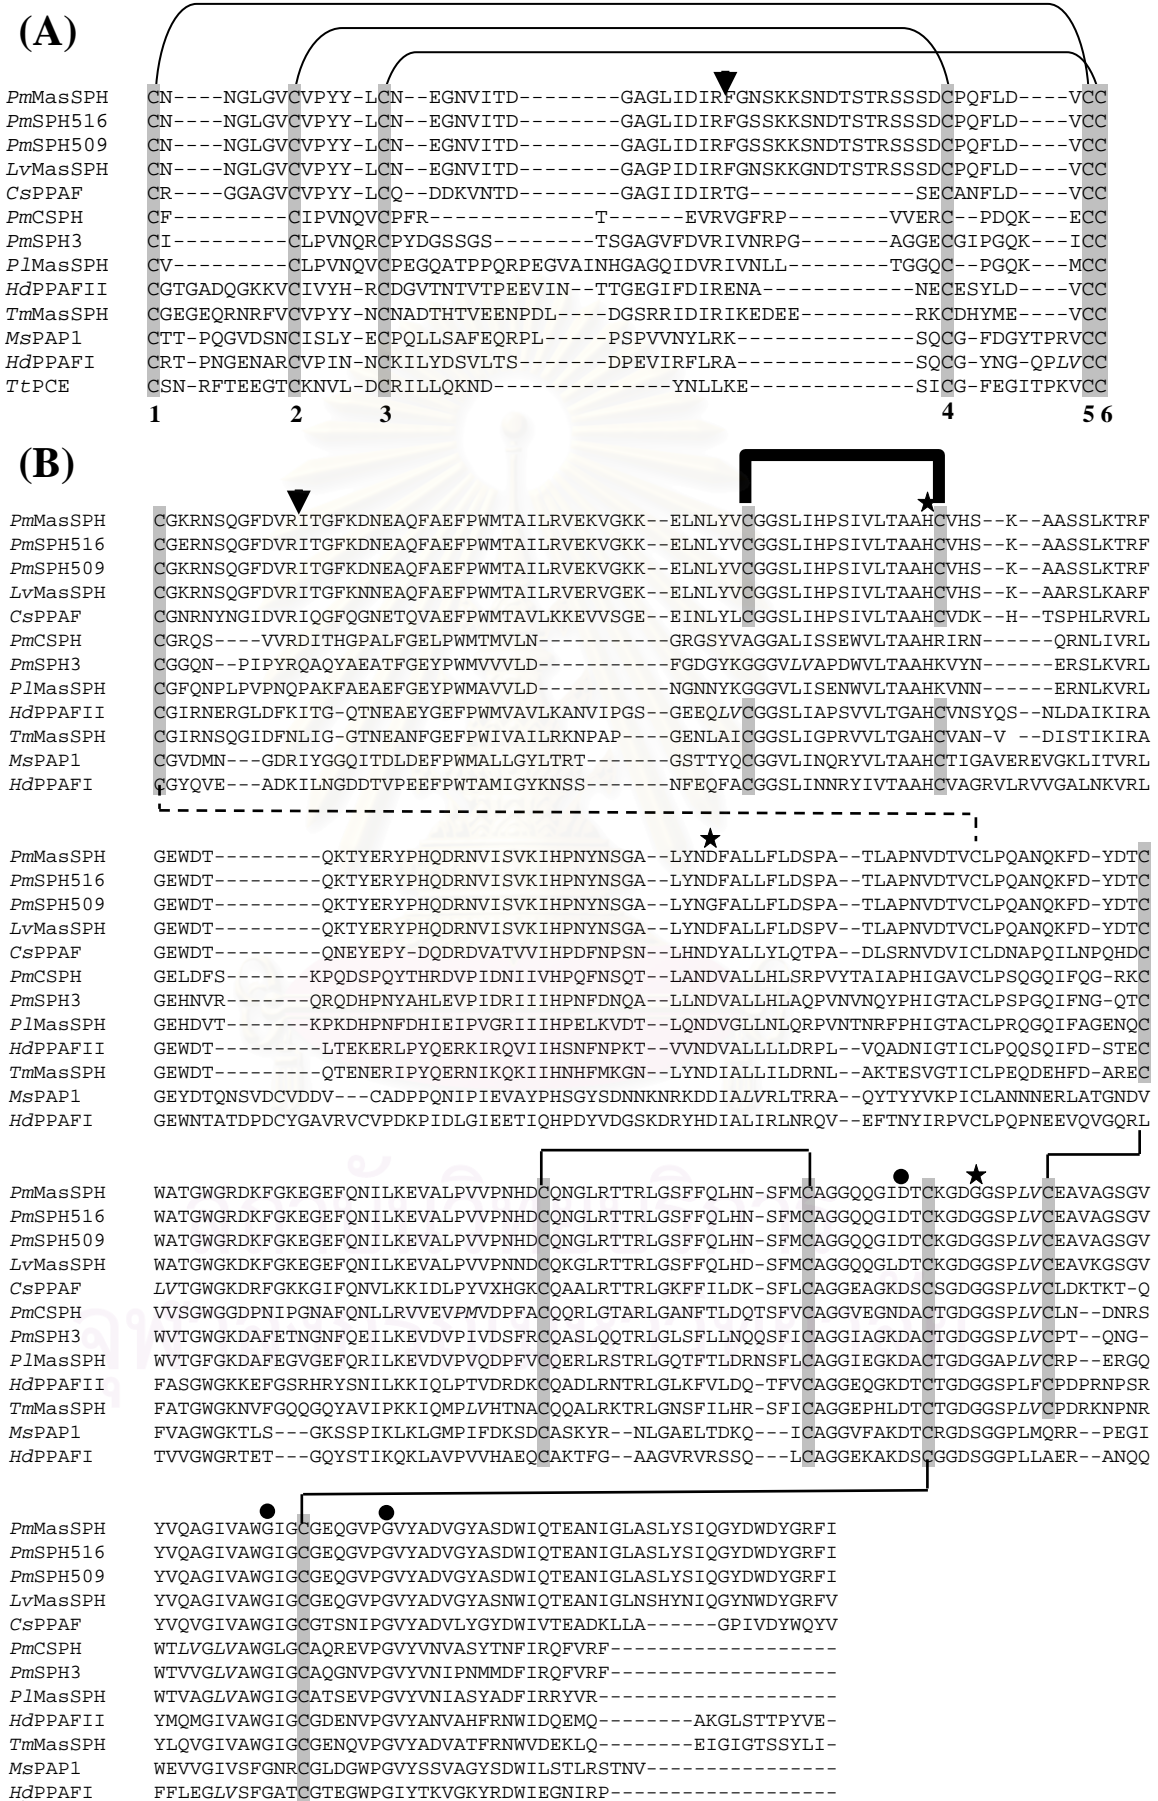 (A)
PmMasSPH CN----NGLGVCVPYY-LCN--EGNVITD---------GAGLIDIRFGNSKKSNDTSTRSSSDCPQFLD----VCC
PmSPH516 CN----NGLGVCVPYY-LCN--EGNVITD---------GAGLIDIRFGSSKKSNDTSTRSSSDCPQFLD----VCC
PmSPH509 CN----NGLGVCVPYY-LCN--EGNVITD---------GAGLIDIRFGSSKKSNDTSTRSSSDCPQFLD----VCC
LvMasSPH CN----NGLGVCVPYY-LCN--EGNVITD---------GAGPIDIRFGNSKKGNDTSTRSSSDCPQFLD----VCC
CsPPAF CR----GGAGVCVPYY-LCQ--DDKVNTD---------GAGIIDIRTG--------------SECANFLD----VCC
PmCSPH CF----------CIPVNQVCPFR--------------T------EVRVGFRP--------VVERC--PDQK---ECC
PmSPH3 CI----------CLPVNQRCPYDGSSGS---------TSGAGVFDVRIVNRPG--------AGGECGIPGQK---ICC
PlMasSPH CV----------CLPVNQVCPEGQATPPQRPEGVAINHGAGQIDVRIVNLL--------TGGQC--PGQK---MCC
HdPPAFII CGTGADQGKKVCIVYH-RCDGVTNTVTPEEVIN--TTGEGIFDIRENA-------------NECESYLD----VCC
TmMasSPH CGEGEQRNRFVCVPYY-NCNADTHTVEENPDL----DGSRRIDIRIKEDEE----------RKCDHYME----VCC
MsPAP1 CTT-PQGVDSNCISLY-ECPQLLSAFEQRPL-----PSPVVNYLRK---------------SQCG-FDGYTPRVCC
HdPPAFI CRT-PNGENARCVPIN-NCKILYDSVLTS-------DPEVIRFLRA---------------SQCG-YNG-QPLVCC
TtPCE CSN-RFTEEGTCKNVL-DCRILLQKND---------------YNLLKE--------------SICG-FEGITPKVCC
1 2 3 4 5 6
(B)
PmMasSPH CGKRNSQGFDVRITGFKDNEAQFAEFPWMTAILRVEKVGKK--ELNLYVCGGSLIHPSIVLTAAHCVHS--K--AASSLKTRF
PmSPH516 CGERNSQGFDVRITGFKDNEAQFAEFPWMTAILRVEKVGKK--ELNLYVCGGSLIHPSIVLTAAHCVHS--K--AASSLKTRF
PmSPH509 CGKRNSQGFDVRITGFKDNEAQFAEFPWMTAILRVEKVGKK--ELNLYVCGGSLIHPSIVLTAAHCVHS--K--AASSLKTRF
LvMasSPH CGKRNSQGFDVRITGFKNNEAQFAEFPWMTAILRVERVGEK--ELNLYVCGGSLIHPSIVLTAAHCVHS--K--AARSLKARF
CsPPAF CGNRNYNGIDVRIQGFQGNETQVAEFPWMTAVLKKEVVSGE--EINLYLCGGSLIHPSIVLTAAHCVDK--H--TSPHLRVRL
PmCSPH CGRQS----VVRDITHGPALFGELPWMTMVLN-----------GRGSYVAGGALISSEWVLTAAHRIRN------QRNLIVRL
PmSPH3 CGGQN--PIPYRQAQYAEATFGEYPWMVVVLD-----------FGDGYKGGGVLVAPDWVLTAAHKVYN------ERSLKVRL
PlMasSPH CGFQNPLPVPNQPAKFAEAEFGEYPWMAVVLD-----------NGNNYKGGGVLISENWVLTAAHKVNN------ERNLKVRL
HdPPAFII CGIRNERGLDFKITG-QTNEAEYGEFPWMVAVLKANVIPGS--GEEQLVCGGSLIAPSVVLTGAHCVNSYQS--NLDAIKIRA
TmMasSPH CGIRNSQGIDFNLIG-GTNEANFGEFPWIVAILRKNPAP----GENLAICGGSLIGPRVVLTGAHCVAN-V---DISTIKIRA
MsPAP1 CGVDMN---GDRIYGGQITDLDEFPWMALLGYLTRT-------GSTTYQCGGVLINQRYVLTAAHCTIGAVEREVGKLITVRL
HdPPAFI CGYQVE---ADKILNGDDTVPEEFPWTAMIGYKNSS-------NFEQFACGGSLINNRYIVTAAHCVAGRVLRVVGALNKVRL
PmMasSPH GEWDT---------QKTYERYPHQDRNVISVKIHPNYNSGA--LYNDFALLFLDSPA--TLAPNVDTVCLPQANQKFD-YDTC
PmSPH516 GEWDT---------QKTYERYPHQDRNVISVKIHPNYNSGA--LYNDFALLFLDSPA--TLAPNVDTVCLPQANQKFD-YDTC
PmSPH509 GEWDT---------QKTYERYPHQDRNVISVKIHPNYNSGA--LYNGFALLFLDSPA--TLAPNVDTVCLPQANQKFD-YDTC
LvMasSPH GEWDT---------QKTYERYPHQDRNVISVKIHPNYNSGA--LYNDFALLFLDSPV--TLAPNVDTVCLPQANQKFD-YDTC
CsPPAF GEWDT---------QNEYEPY-DQDRDVATVVIHPDFNPSN--LHNDYALLYLQTPA--DLSRNVDVICLDNAPQILNPQHDC
PmCSPH GELDFS-------KPQDSPQYTHRDVPIDNIIVHPQFNSQT--LANDVALLHLSRPVYTAIAPHIGAVCLPSQGQIFQG-RKC
PmSPH3 GEHNVR-------QRQDHPNYAHLEVPIDRIIIHPNFDNQA--LLNDVALLHLAQPVNVNQYPHIGTACLPSPGQIFNG-QTC
PlMasSPH GEHDVT-------KPKDHPNFDHIEIPVGRIIIHPELKVDT--LQNDVGLLNLQRPVNTNRFPHIGTACLPRQGQIFAGENQC
HdPPAFII GEWDT---------LTEKERLPYQERKIRQVIIHSNFNPKT--VVNDVALLLLDRPL--VQADNIGTICLPQQSQIFD-STEC
TmMasSPH GEWDT---------QTENERIPYQERNIKQKIIHNHFMKGN--LYNDIALLILDRNL--AKTESVGTICLPEQDEHFD-AREC
MsPAP1 GEYDTQNSVDCVDDV---CADPPQNIPIEVAYPHSGYSDNNKNRKDDIALVRLTRRA--QYTYYVKPICLANNNERLATGNDV
HdPPAFI GEWNTATDPDCYGAVRVCVPDKPIDLGIEETIQHPDYVDGSKDRYHDIALIRLNRQV--EFTNYIRPVCLPQPNEEVQVGQRL
PmMasSPH WATGWGRDKFGKEGEFQNILKEVALPVVPNHDCQNGLRTTRLGSFFQLHN-SFMCAGGQQGIDTCKGDGGSPLVCEAVAGSGV
PmSPH516 WATGWGRDKFGKEGEFQNILKEVALPVVPNHDCQNGLRTTRLGSFFQLHN-SFMCAGGQQGIDTCKGDGGSPLVCEAVAGSGV
PmSPH509 WATGWGRDKFGKEGEFQNILKEVALPVVPNHDCQNGLRTTRLGSFFQLHN-SFMCAGGQQGIDTCKGDGGSPLVCEAVAGSGV
LvMasSPH WATGWGKDKFGKEGEFQNILKEVALPVVPNNDCQKGLRTTRLGSFFQLHD-SFMCAGGQQGLDTCKGDGGSPLVCEAVKGSGV
CsPPAF LVTGWGKDRFGKKGIFQNVLKKIDLPYVXHGKCQAALRTTRLGKFFILDK-SFLCAGGEAGKDSCSGDGGSPLVCLDKTKT-Q
PmCSPH VVSGWGGDPNIPGNAFQNLLRVVEVPMVDPFACQQRLGTARLGANFTLDQTSFVCAGGVEGNDACTGDGGSPLVCLN--DNRS
PmSPH3 WVTGWGKDAFETNGNFQEILKEVDVPIVDSFRCQASLQQTRLGLSFLLNQQSFICAGGIAGKDACTGDGGSPLVCPT--QNG-
PlMasSPH WVTGFGKDAFEGVGEFQRILKEVDVPVQDPFVCQERLRSTRLGQTFTLDRNSFLCAGGIEGKDACTGDGGAPLVCRP--ERGQ
HdPPAFII FASGWGKKEFGSRHRYSNILKKIQLPTVDRDKCQADLRNTRLGLKFVLDQ-TFVCAGGEQGKDTCTGDGGSPLFCPDPRNPSR
TmMasSPH FATGWGKNVFGQQGQYAVIPKKIQMPLVHTNACQQALRKTRLGNSFILHR-SFICAGGEPHLDTCTGDGGSPLVCPDRKNPNR
MsPAP1 FVAGWGKTLS---GKSSPIKLKLGMPIFDKSDCASKYR--NLGAELTDKQ---ICAGGVFAKDTCRGDSGGPLMQRR--PEGI
HdPPAFI TVVGWGRTET---GQYSTIKQKLAVPVVHAEQCAKTFG--AAGVRVRSSQ---LCAGGEKAKDSCGGDSGGPLLAER--ANQQ
PmMasSPH YVQAGIVAWGIGCGEQGVPGVYADVGYASDWIQTEANIGLASLYSIQGYDWDYGRFI
PmSPH516 YVQAGIVAWGIGCGEQGVPGVYADVGYASDWIQTEANIGLASLYSIQGYDWDYGRFI
PmSPH509 YVQAGIVAWGIGCGEQGVPGVYADVGYASDWIQTEANIGLASLYSIQGYDWDYGRFI
LvMasSPH YVQAGIVAWGIGCGEQGVPGVYADVGYASNWIQTEANIGLNSHYNIQGYNWDYGRFV
CsPPAF YVQVGIVAWGIGCGTSNIPGVYADVLYGYDWIVTEADKLLA------GPIVDYWQYV
PmCSPH WTLVGLVAWGLGCAQREVPGVYVNVASYTNFIRQFVRF-------------------
PmSPH3 WTVVGLVAWGIGCAQGNVPGVYVNIPNMMDFIRQFVRF-------------------
PlMasSPH WTVAGLVAWGIGCATSEVPGVYVNIASYADFIRRYVR--------------------
HdPPAFII YMQMGIVAWGIGCGDENVPGVYANVAHFRNWIDQEMQ--------AKGLSTTPYVE-
TmMasSPH YLQVGIVAWGIGCGENQVPGVYADVATFRNWVDEKLQ--------EIGIGTSSYLI-
MsPAP1 WEVVGIVSFGNRCGLDGWPGVYSSVAGYSDWILSTLRSTNV----------------
HdPPAFI FFLEGLVSFGATCGTEGWPGIYTKVGKYRDWIEGNIRP-------------------